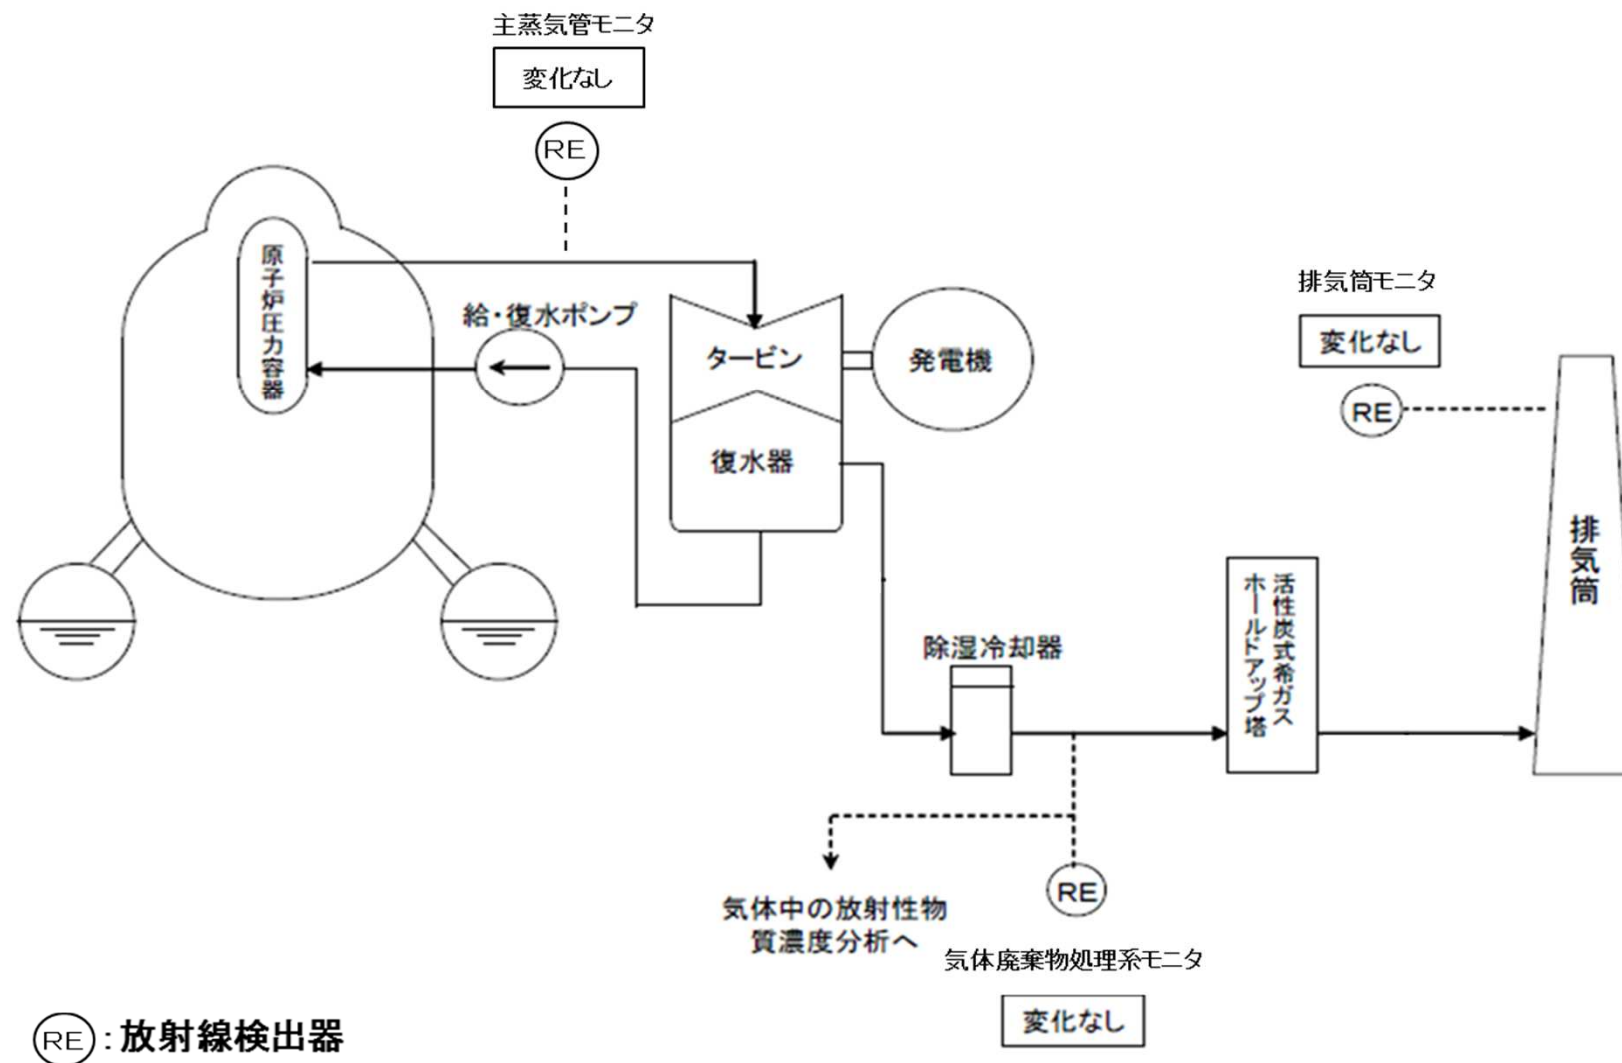 主蒸気管モニタ
変化なし
RE
原子炉圧力容器
給・復水ポンプ
タービン
発電機
復水器
排気筒モニタ
変化なし
RE
排気筒
除湿冷却器
活性炭式希ガス
ホールドアップ塔
気体中の放射性物
質濃度分析へ
RE
気体廃棄物処理系モニタ
変化なし
RE : 放射線検出器